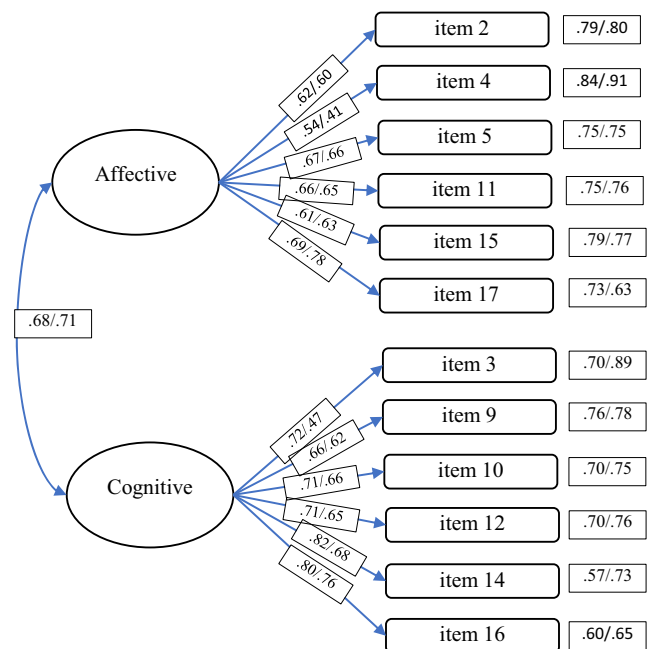 item 2 .79/.80
.62/.60
item 4 .84/.91
.54/.41
item 5 .75/.75
.67/.66
Affective
item 11 .75/.76
.66/.65
.61/.63
item 15 .79/.77
.69/.78
item 17 .73/.63
.68/.71
item 3 .70/.89
.72/.47
item 9 .76/.78
.66/.62
item 10 .70/.75
.71/.66
Cognitive
item 12 .70/.76
.71/.65
.82/.68
item 14 .57/.73
.80/.76
item 16 .60/.65